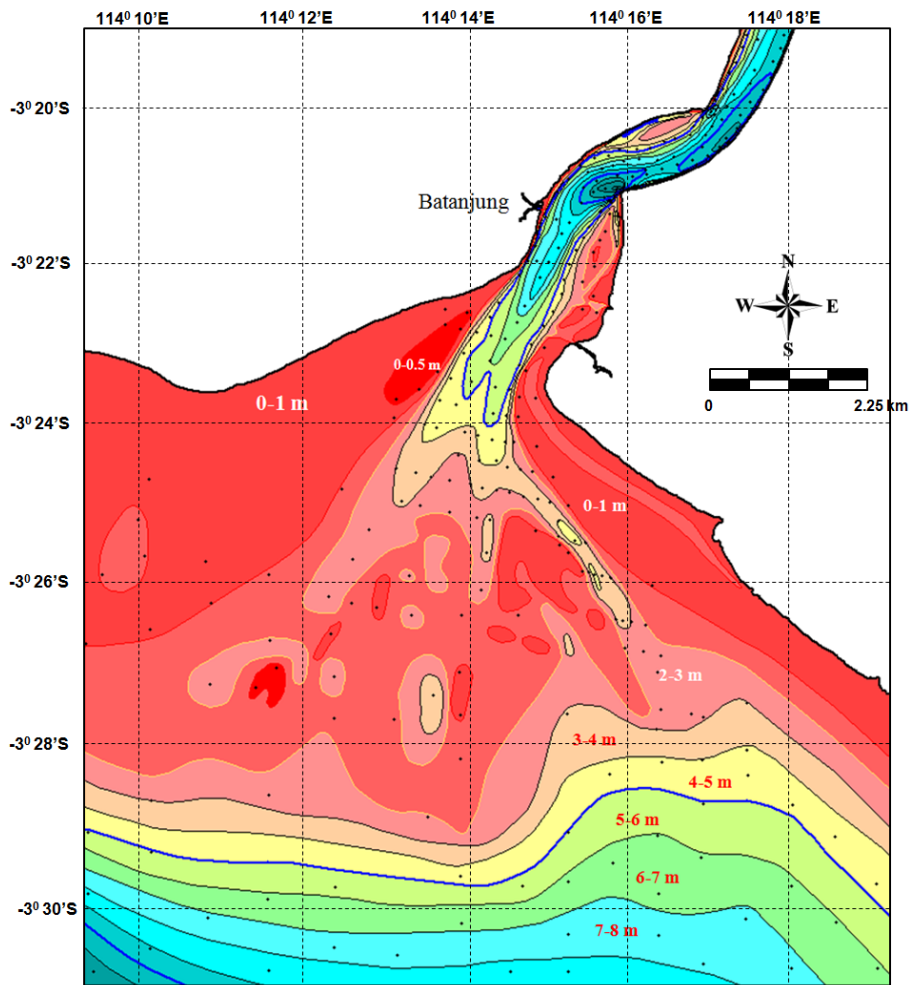 114⁰ 10'E 114⁰ 12'E 114⁰ 14'E 114⁰ 16'E 114⁰ 18'E
-3⁰ 20'S
Batanjung
-3⁰ 22'S
N
W E
S
0-0.5 m
0 2.25 km
0-1 m
-3⁰ 24'S
0-1 m
-3⁰ 26'S
2-3 m
3-4 m
-3⁰ 28'S
4-5 m
5-6 m
6-7 m
-3⁰ 30'S
7-8 m